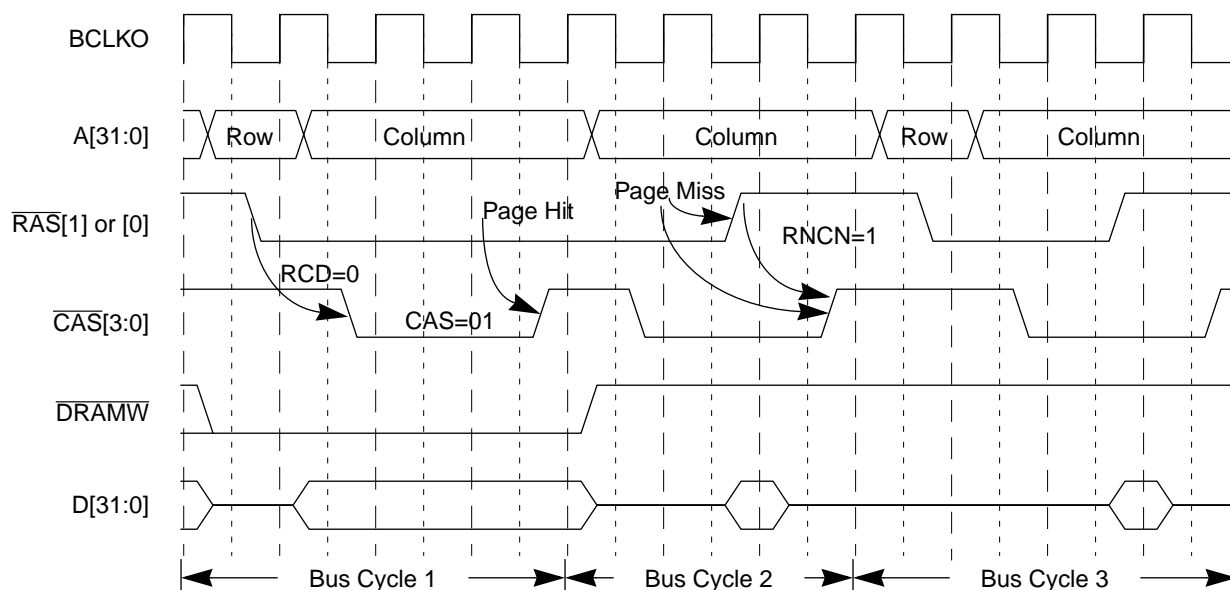 BCLKO
A[31:0]
Row
Column
Column
Row
Column
RAS[1] or [0]
Page Hit
Page Miss
RNCN=1
RCD=0
CAS[3:0]
CAS=01
DRAMW
D[31:0]
Bus Cycle 1
Bus Cycle 2
Bus Cycle 3